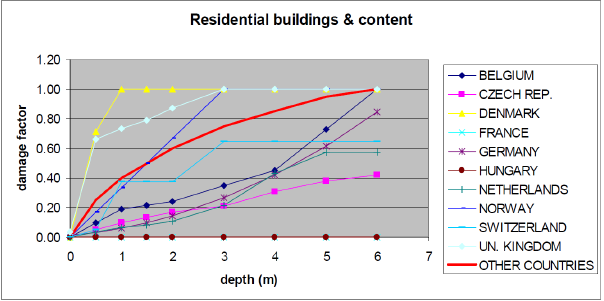 Residential buildings & content
1.20
1.00
0.80
0.60
0.40
0.20
0.00
damage factor
0 1 2 3 4 5 6 7
depth (m)
BELGIUM
CZECH REP.
DENMARK
FRANCE
GERMANY
HUNGARY
NETHERLANDS
NORWAY
SWITZERLAND
UN. KINGDOM
OTHER COUNTRIES